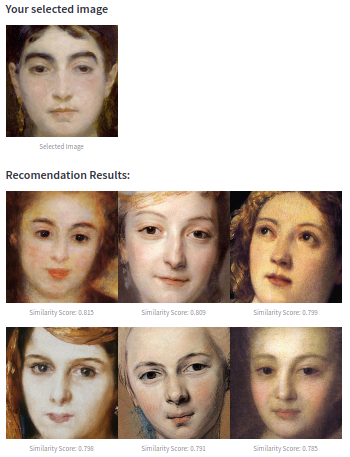 Your selected image
Selected Image
Recomendation Results:
Similarity Score: 0.815
Similarity Score: 0.809
Similarity Score: 0.799
Similarity Score: 0.798
Similarity Score: 0.791
Similarity Score: 0.785